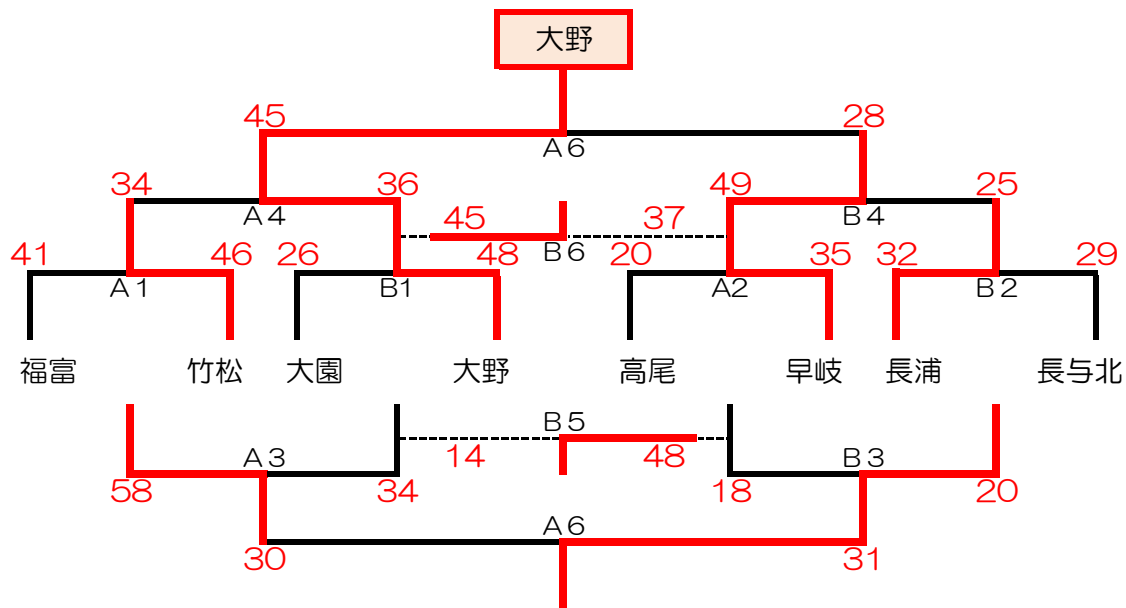 大野
45 28
A6
34 36 49 25
A4 B4
45 37
B6
41 46 26 48 20 35 32 29
A1 B1 A2 B2
福富 竹松 大園 大野 高尾 早岐 長浦 長与北
B5
14 48
A3 B3
58 34 18 20
A6
30 31